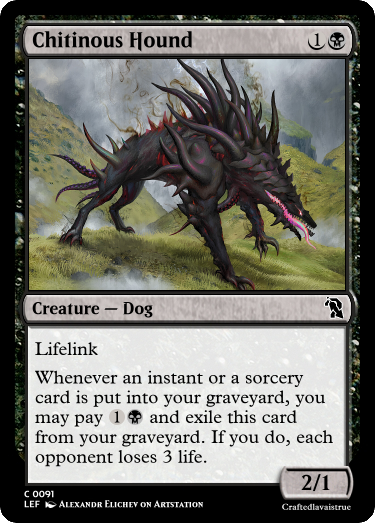 Chitinous Hound 1
Creature — Dog
Lifelink
Whenever an instant or a sorcery
card is put into your graveyard, you
may pay 1 and exile this card
from your graveyard. If you do, each
opponent loses 3 life.
2/1
C 0091
LEF Alexandr Elichev on Artstation
Craftedlavaistrue